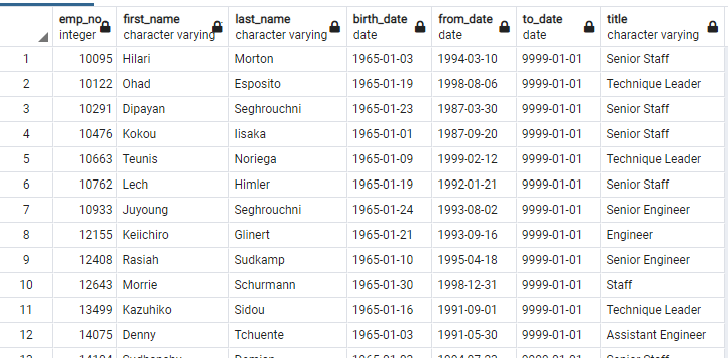 emp_no first_name last_name birth_date from_date to_date title
integer character varying character varying date date date character varying
1 10095 Hilari Morton 1965-01-03 1994-03-10 9999-01-01 Senior Staff
2 10122 Ohad Esposito 1965-01-19 1998-08-06 9999-01-01 Technique Leader
3 10291 Dipayan Seghrouchni 1965-01-23 1987-03-30 9999-01-01 Senior Staff
4 10476 Kokou Iisaka 1965-01-01 1987-09-20 9999-01-01 Senior Staff
5 10663 Teunis Noriega 1965-01-09 1999-02-12 9999-01-01 Technique Leader
6 10762 Lech Himler 1965-01-19 1992-01-21 9999-01-01 Senior Staff
7 10933 Juyoung Seghrouchni 1965-01-24 1993-08-02 9999-01-01 Senior Engineer
8 12155 Keiichiro Glinert 1965-01-21 1993-09-16 9999-01-01 Engineer
9 12408 Rasiah Sudkamp 1965-01-10 1995-04-18 9999-01-01 Senior Engineer
10 12643 Morrie Schurmann 1965-01-30 1998-12-31 9999-01-01 Staff
11 13499 Kazuhiko Sidou 1965-01-16 1991-09-01 9999-01-01 Technique Leader
12 14075 Denny Tchuente 1965-01-03 1991-05-30 9999-01-01 Assistant Engineer